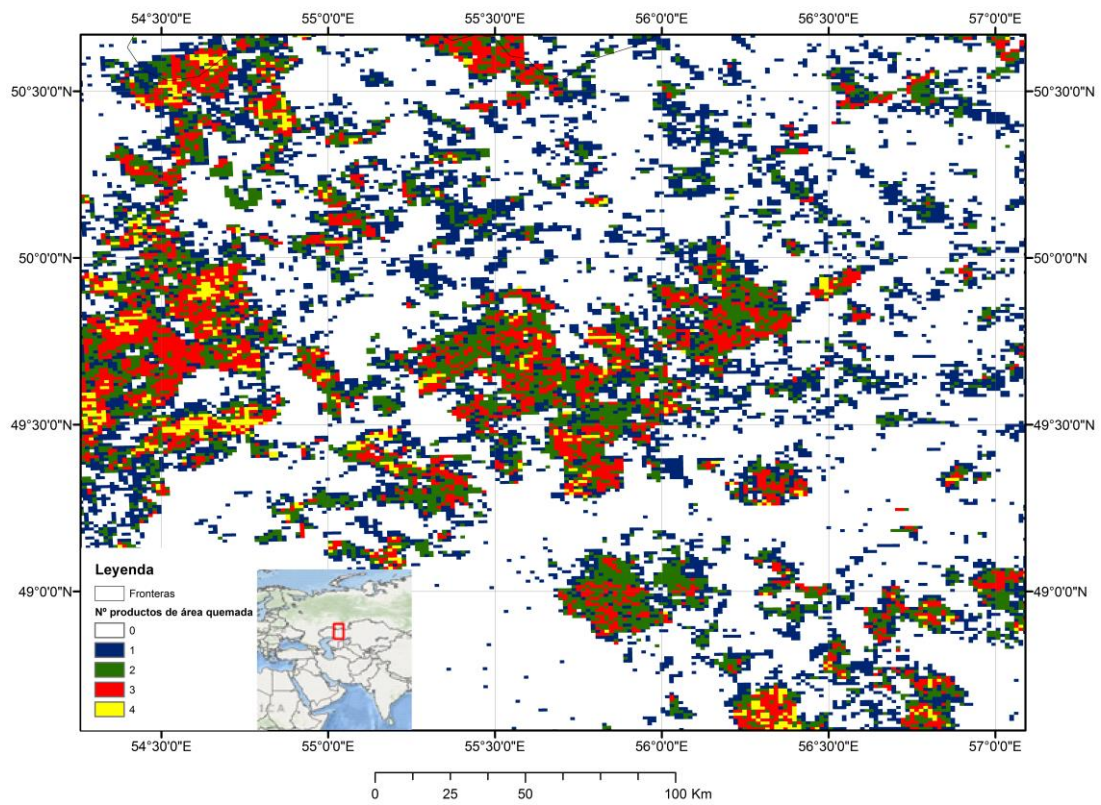 54°30'0"E 55°0'0"E 55°30'0"E 56°0'0"E 56°30'0"E 57°0'0"E
50°30'0"N 50°30'0"N
50°0'0"N 50°0'0"N
49°30'0"N 49°30'0"N
49°0'0"N 49°0'0"N
Leyenda
Fronteras
Nº productos de área quemada
0
1
2
3
4
I C A
54°30'0"E 55°0'0"E 55°30'0"E 56°0'0"E 56°30'0"E 57°0'0"E
0 25 50 100 Km